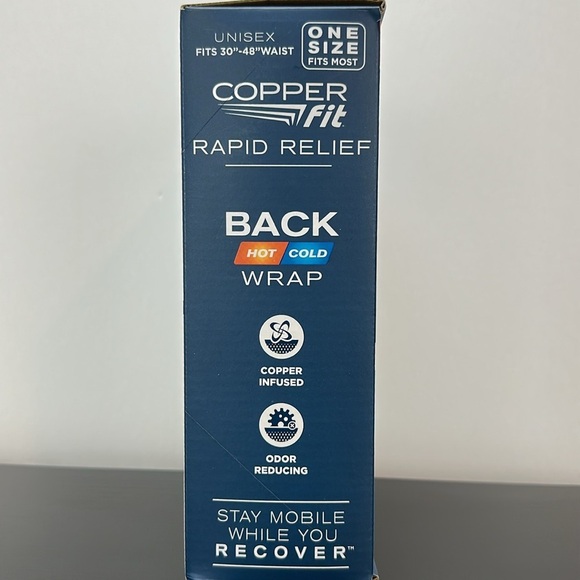 UNISEX
FITS 30"-48"WAIST
ONE
SIZE
FITS MOST
COPPER
fit
RAPID RELIEF
BACK
HOT COLD
WRAP
COPPER
INFUSED
ODOR
REDUCING
STAY MOBILE
WHILE YOU
RECOVER™